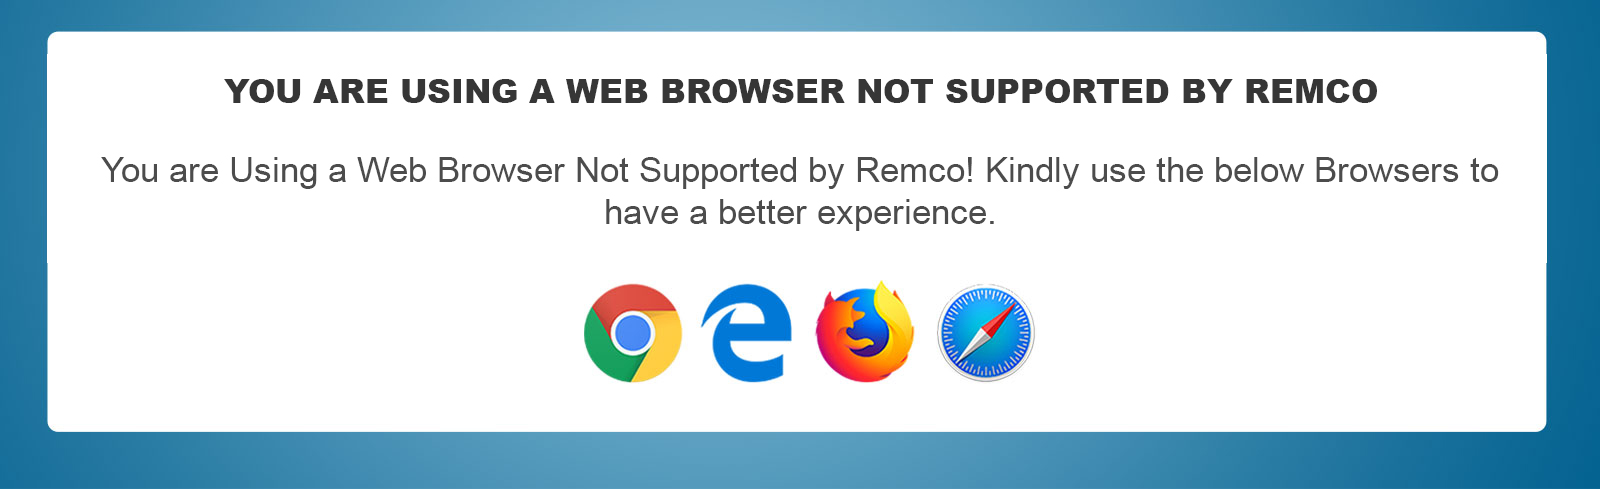 YOU ARE USING A WEB BROWSER NOT SUPPORTED BY REMCO
You are Using a Web Browser Not Supported by Remco! Kindly use the below Browsers to
have a better experience.